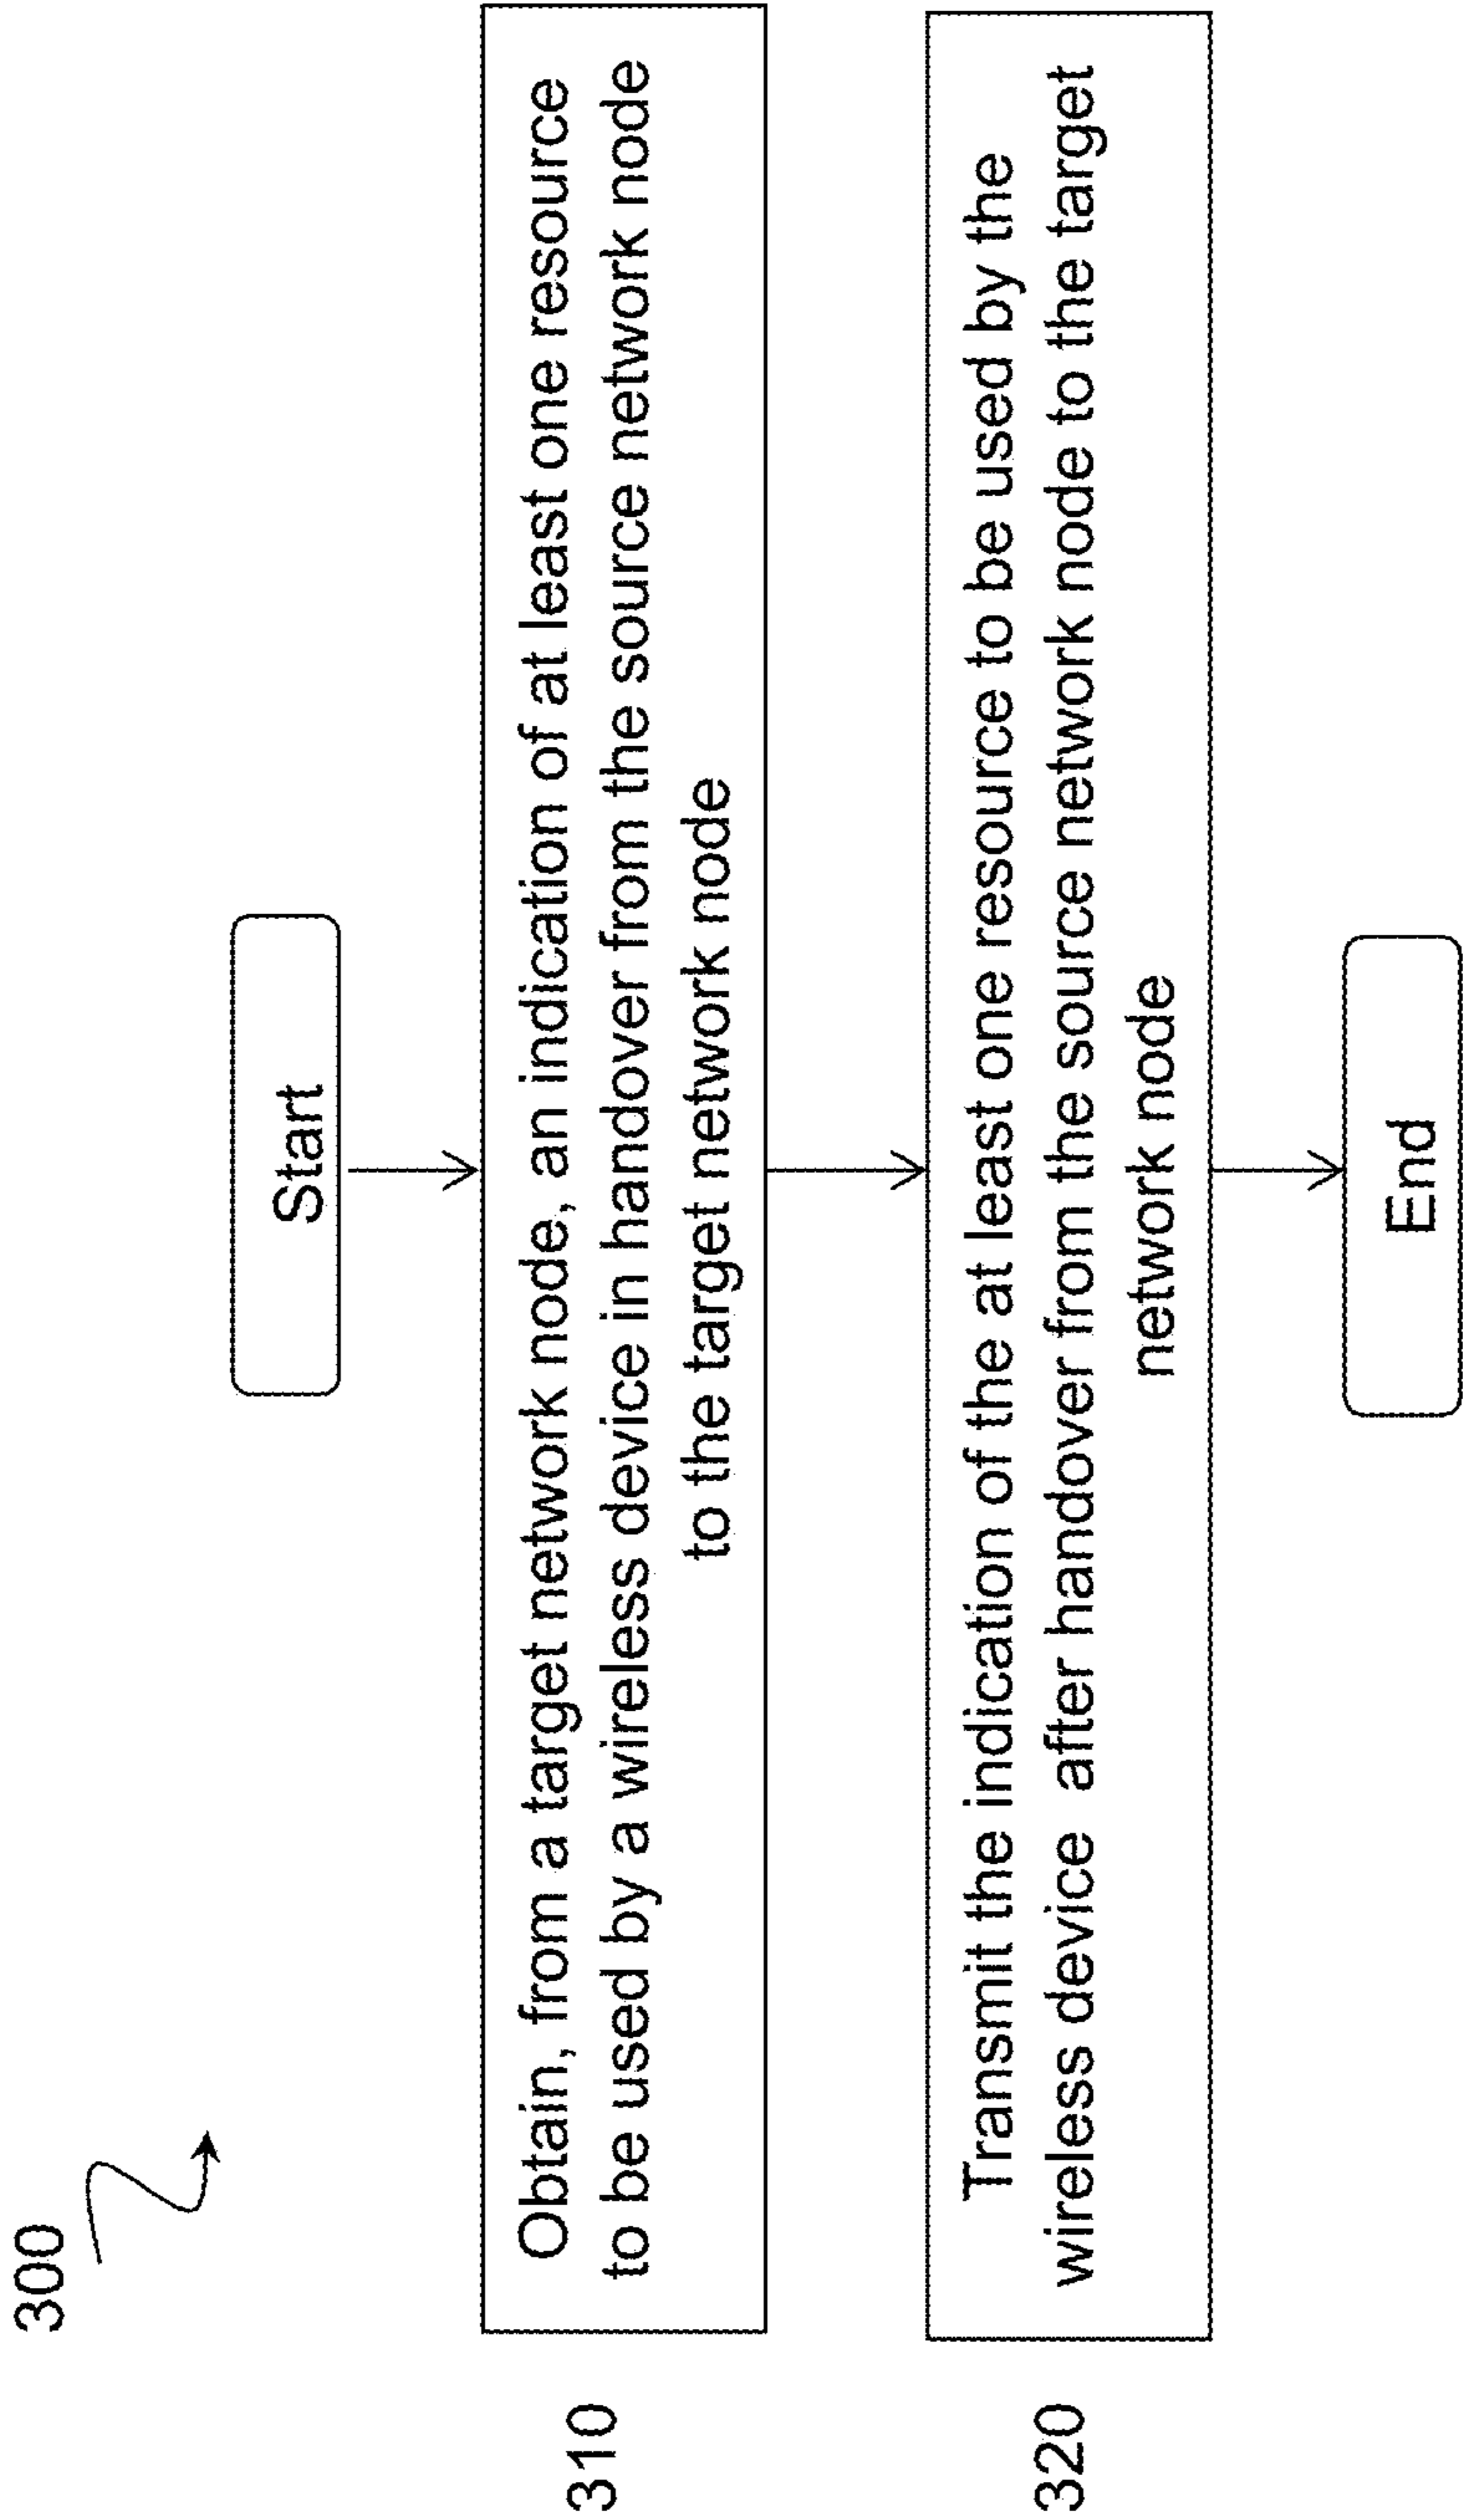 300
Start
310
Obtain, from a target network node, an indication of at least one resource
to be used by a wireless device in handover from the source network node
to the target network node
320
Transmit the indication of the at least one resource to be used by the
wireless device after handover from the source network node to the target
network node
End